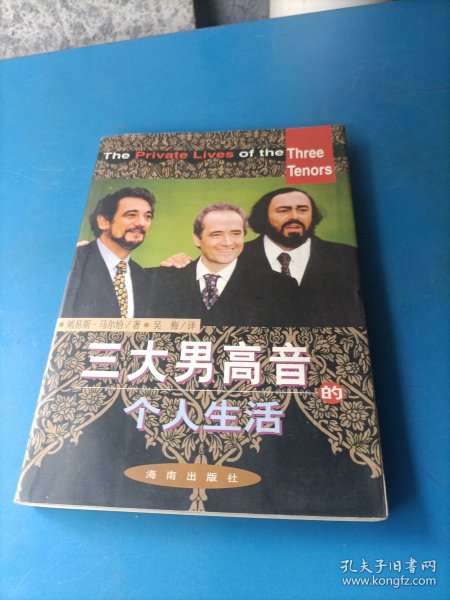 The Private Lives of the Three
Tenors
刘易斯·马尔恰/著 吴 梅/译
三大男高音的
个人生活
海南出版社
孔夫子旧书网
www.kongfz.com